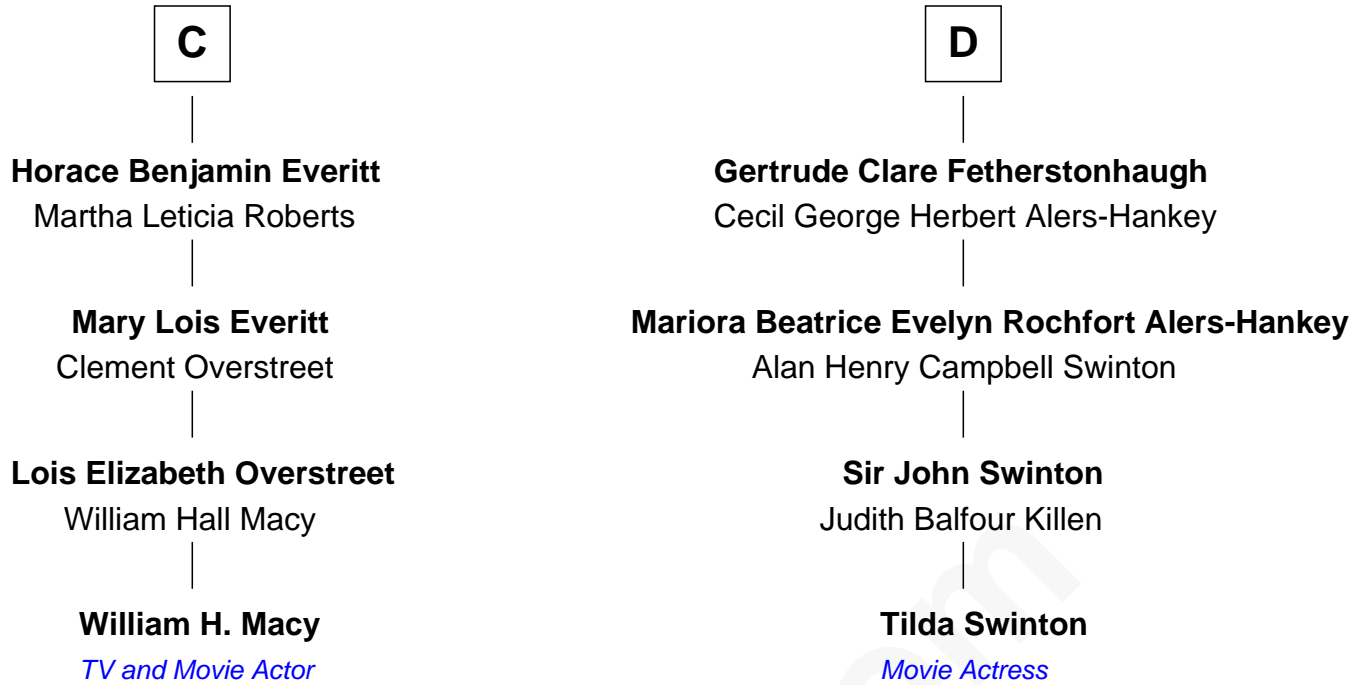 C
Horace Benjamin Everitt
Martha Leticia Roberts
Mary Lois Everitt
Clement Overstreet
Lois Elizabeth Overstreet
William Hall Macy
William H. Macy
TV and Movie Actor
D
Gertrude Clare Fetherstonhaugh
Cecil George Herbert Alers-Hankey
Mariora Beatrice Evelyn Rochfort Alers-Hankey
Alan Henry Campbell Swinton
Sir John Swinton
Judith Balfour Killen
Tilda Swinton
Movie Actress